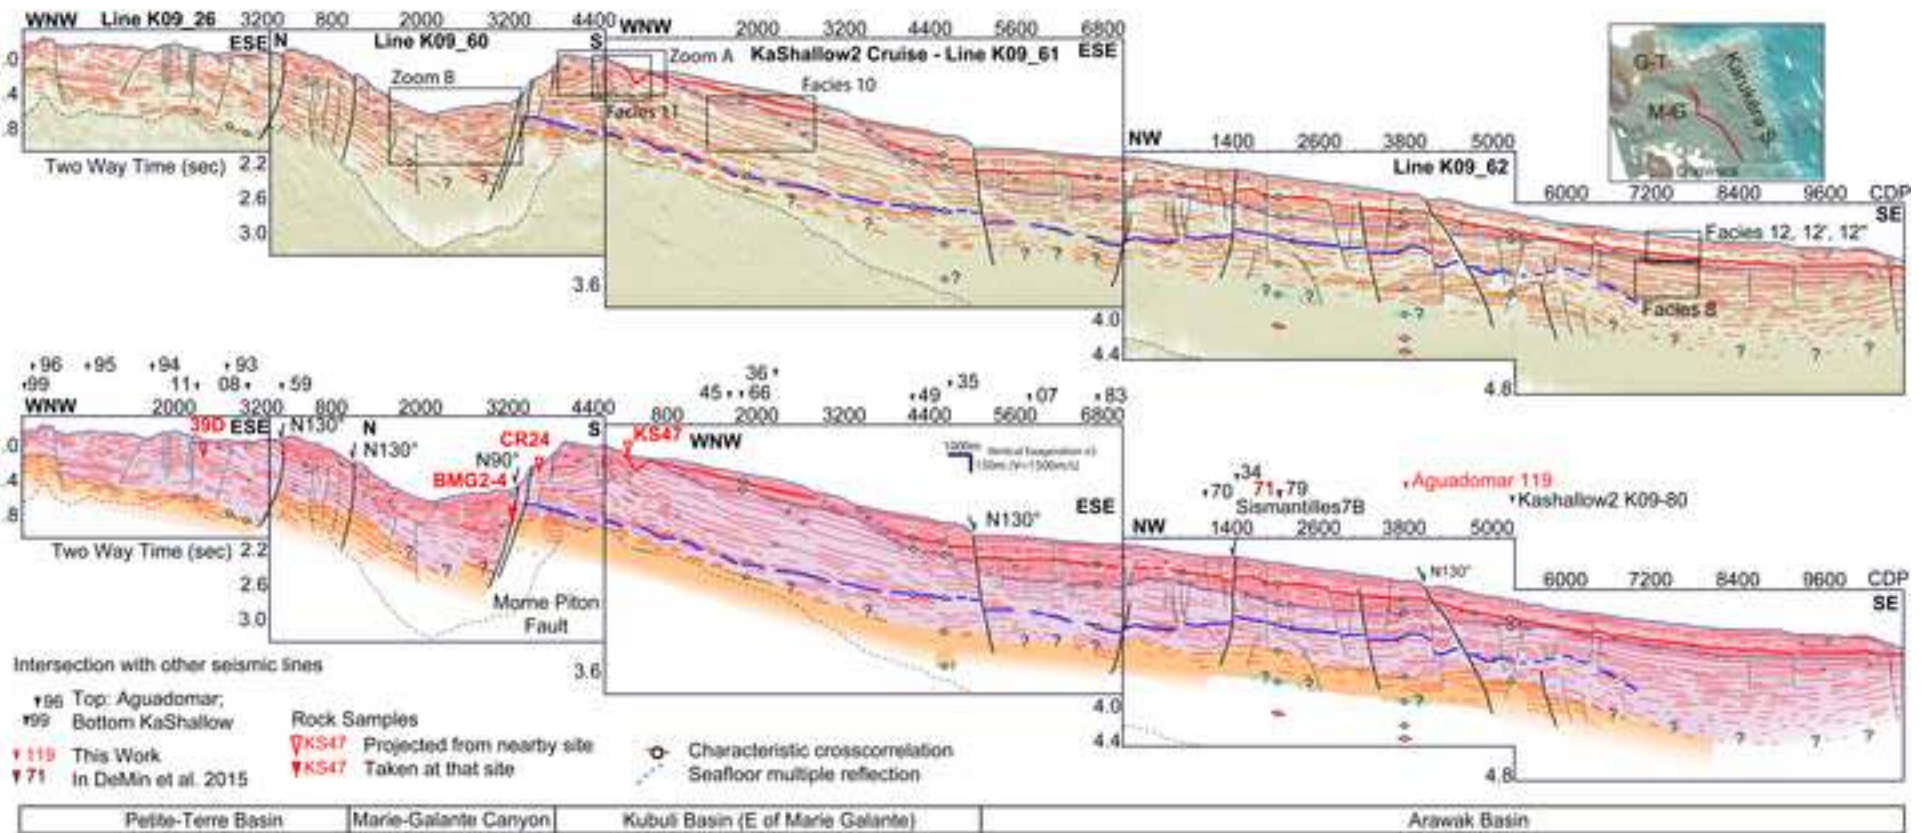 WNW Line K09_26 3200 800 2000 3200 4400 WNW 2000 3200 4400 5600 6800
ESE N Line K09_60 S KaShallow2 Cruise - Line K09_61 ESE
Zoom A
Zoom B
Facies 10
Facies 11
.0
.4
.8
Two Way Time (sec)
2.2
2.6
3.0
3.6
NW 1400 2600 3800 5000
Line K09_62
4.0
4.4
4.8
6000 7200 8400 9600 CDP
SE
G-T
M-G
Karukéra S.
Facies 12, 12', 12"
Facies 8
96 95 94 93
99 11 08 59
36
45 66
49 35
07 83
WNW 2000 3200 800 2000 3200 4400 800 2000 3200 4400 5600 6800
39D ESE N130° N
N130°
N90°
CR24
BMG2-4
S KS47 WNW
Vertical Exageration x3
ESE
N130°
.0
.4
.8
Two Way Time (sec)
2.2
2.6
3.0
Morne Piton
Fault
3.6
34
70 71 79
Sismantilles7B
Aguadomar 119
Kashallow2 K09-80
NW 1400 2600 3800 5000
N130°
6000 7200 8400 9600 CDP
SE
4.0
4.4
4.8
Intersection with other seismic lines
96 Top: Aguadomar;
99 Bottom KaShallow
119 This Work
71 In DeMin et al. 2015
Rock Samples
KS47 Projected from nearby site
KS47 Taken at that site
Characteristic crosscorrelation
Seafloor multiple reflection
Petite-Terre Basin Marie-Galante Canyon Kubuli Basin (E of Marie Galante) Arawak Basin